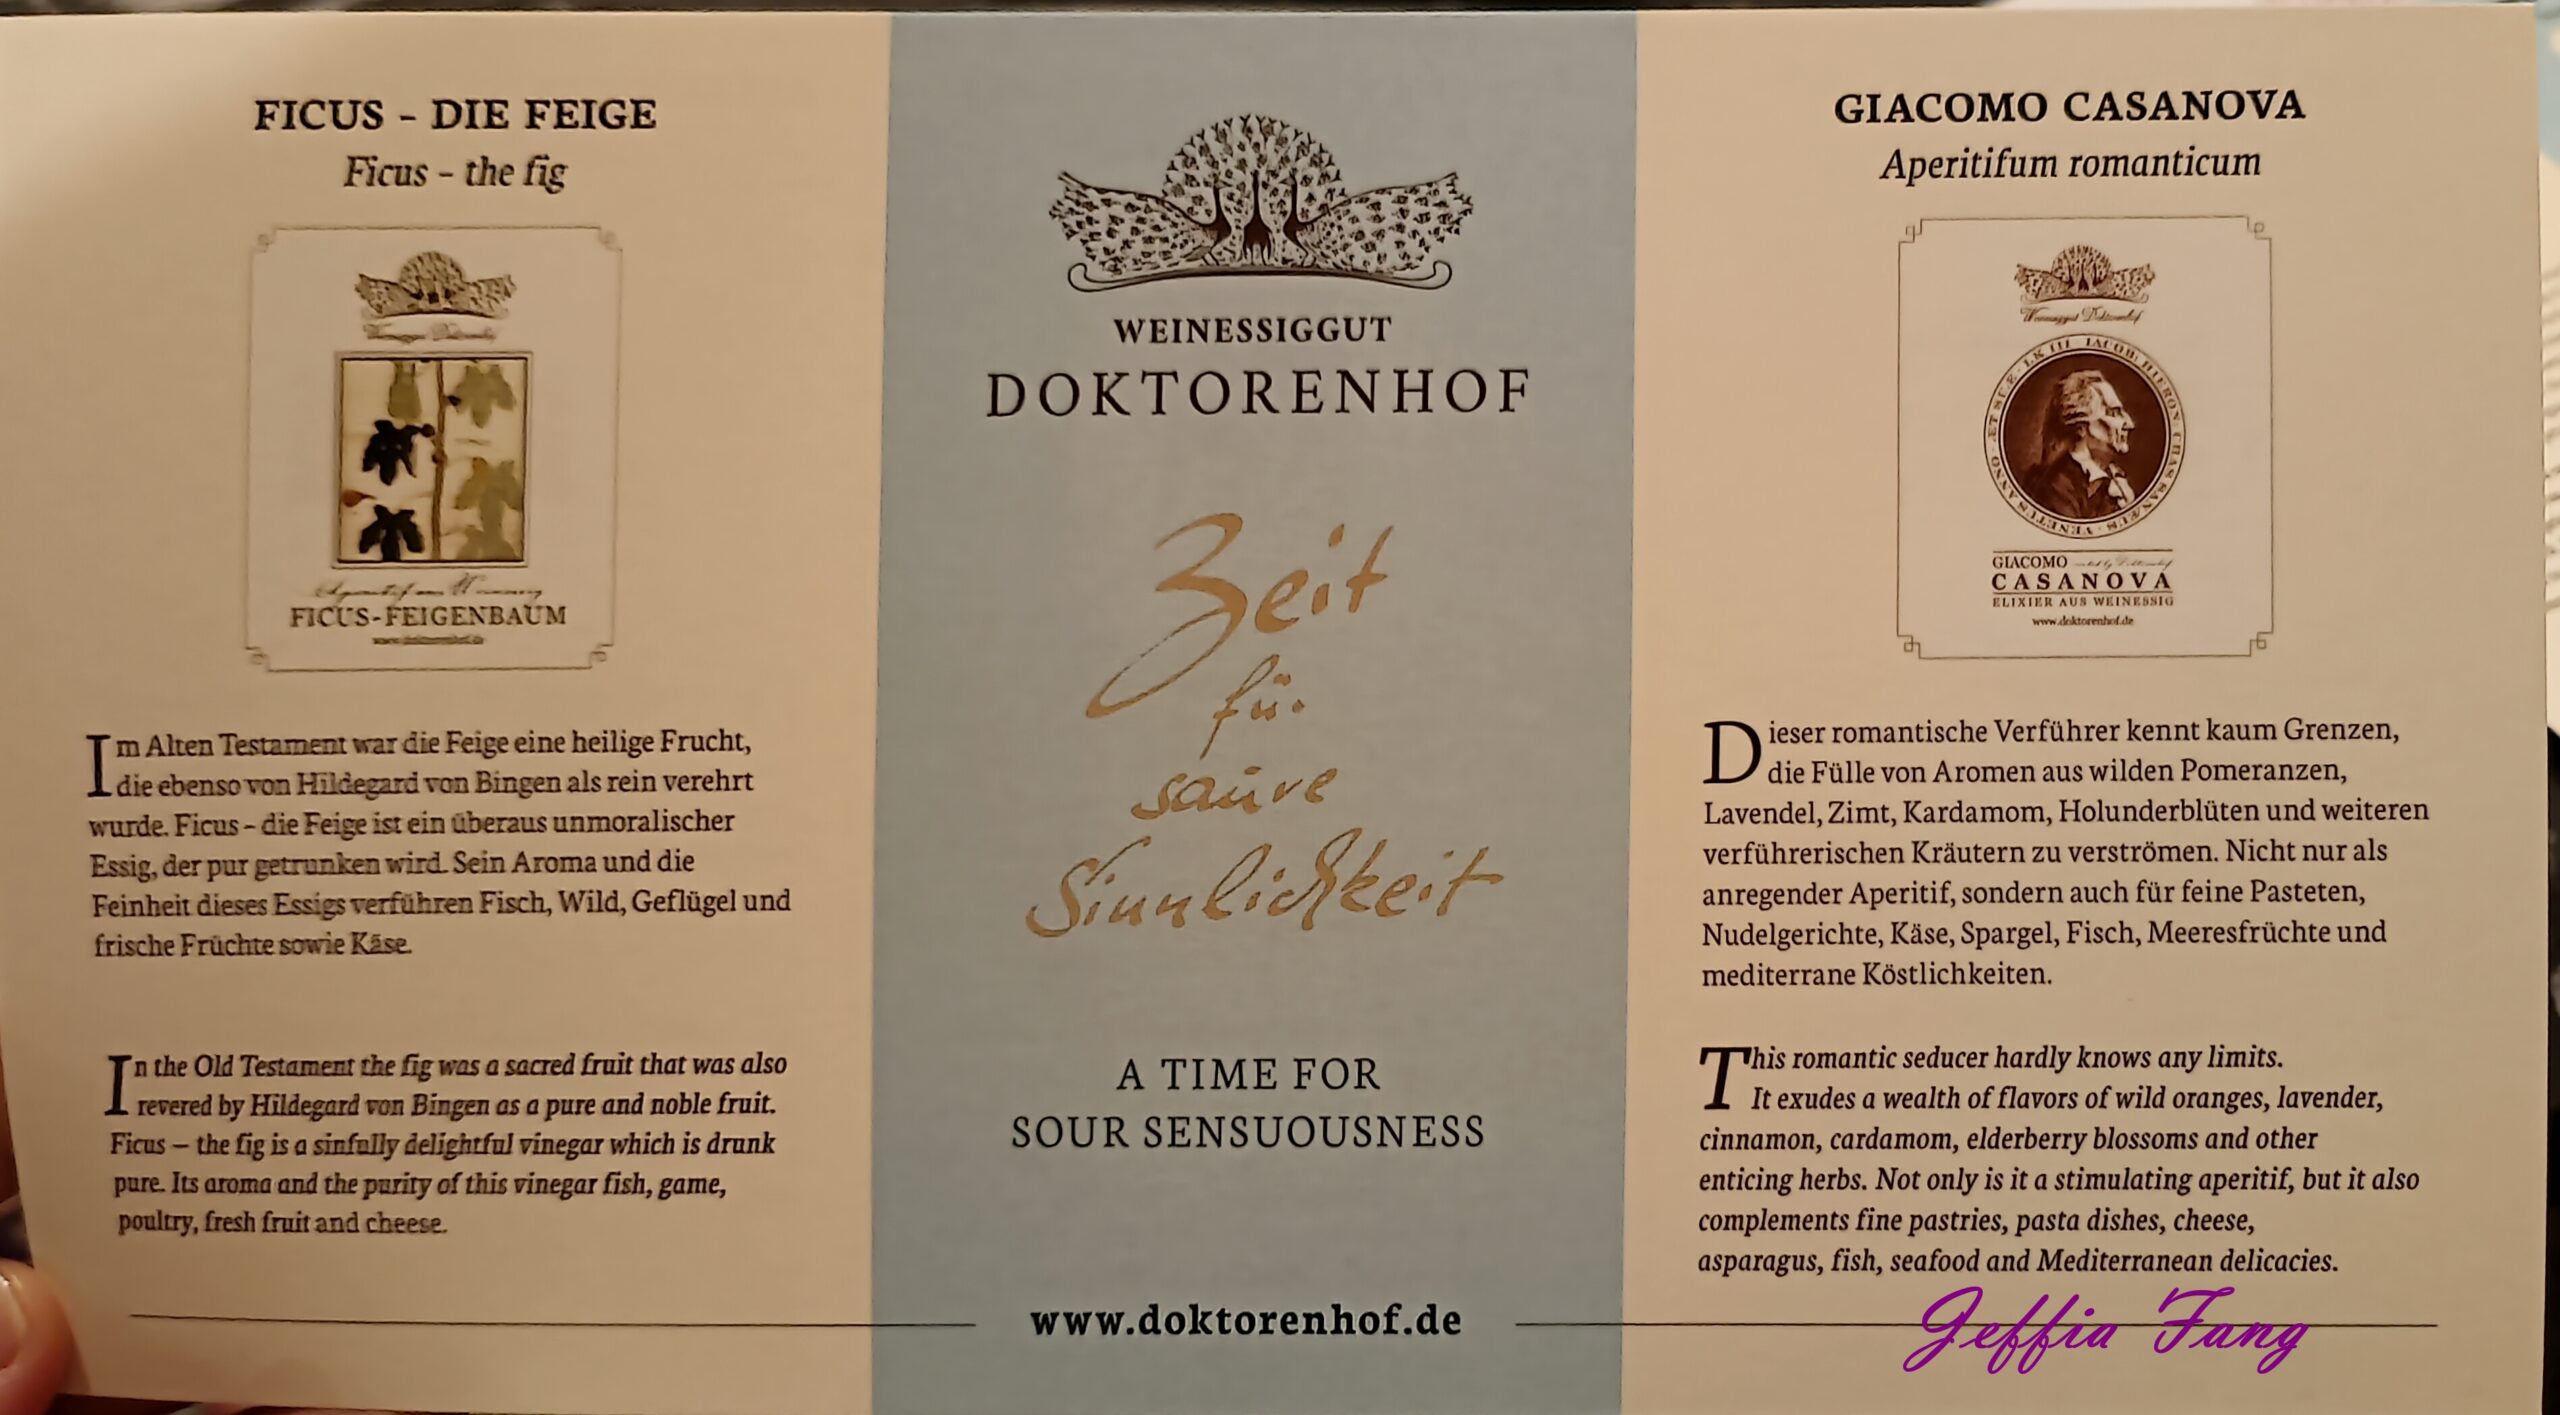 FICUS - DIE FEIGE
Ficus - the fig
FICUS-FEIGENBAUM
www.doktorenhof.de
Im Alten Testament war die Feige eine heilige Frucht,
die ebenso von Hildegard von Bingen als rein verehrt
wurde. Ficus - die Feige ist ein überaus unmoralischer
Essig, der pur getrunken wird. Sein Aroma und die
Feinheit dieses Essigs verführen Fisch, Wild, Geflügel und
frische Früchte sowie Käse.
In the Old Testament the fig was a sacred fruit that was also
revered by Hildegard von Bingen as a pure and noble fruit.
Ficus – the fig is a sinfully delightful vinegar which is drunk
pure. Its aroma and the purity of this vinegar fish, game,
poultry, fresh fruit and cheese.
WEINESSIGGUT
DOKTORENHOF
Zeit
für
saure
Sinnlichkeit
A TIME FOR
SOUR SENSUOUSNESS
www.doktorenhof.de
GIACOMO CASANOVA
Aperitifum romanticum
Weinessiggut Doktorenhof
GIACOMO
CASANOVA
ELIXIER AUS WEINESSIG
www.doktorenhof.de
Dieser romantische Verführer kennt kaum Grenzen,
die Fülle von Aromen aus wilden Pomeranzen,
Lavendel, Zimt, Kardamom, Holunderblüten und weiteren
verführerischen Kräutern zu verströmen. Nicht nur als
anregender Aperitif, sondern auch für feine Pasteten,
Nudelgerichte, Käse, Spargel, Fisch, Meeresfrüchte und
mediterrane Köstlichkeiten.
This romantic seducer hardly knows any limits.
It exudes a wealth of flavors of wild oranges, lavender,
cinnamon, cardamom, elderberry blossoms and other
enticing herbs. Not only is it a stimulating aperitif, but it also
complements fine pastries, pasta dishes, cheese,
asparagus, fish, seafood and Mediterranean delicacies.
Jeffia Fang